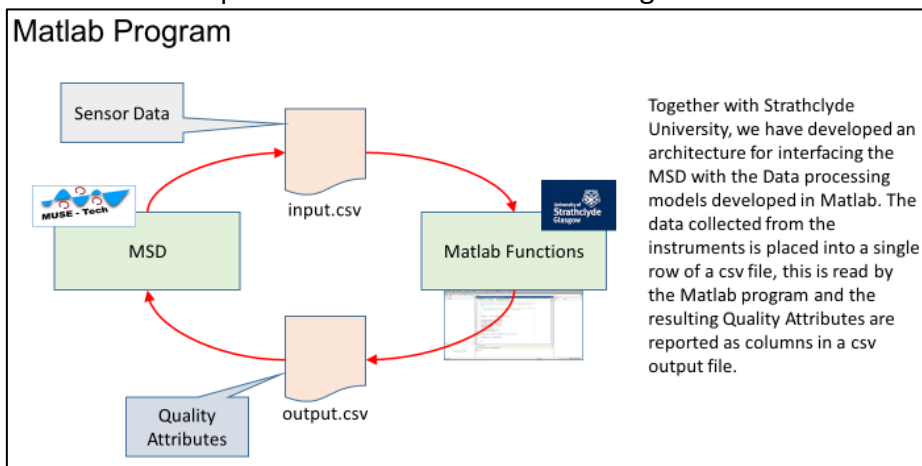 Matlab Program
Sensor Data
input.csv
MUSE - Tech
MSD
University of
Strathclyde
Glasgow
Matlab Functions
output.csv
Quality
Attributes
Together with Strathclyde
University, we have developed an
architecture for interfacing the
MSD with the Data processing
models developed in Matlab. The
data collected from the
instruments is placed into a single
row of a csv file, this is read by
the Matlab program and the
resulting Quality Attributes are
reported as columns in a csv
output file.